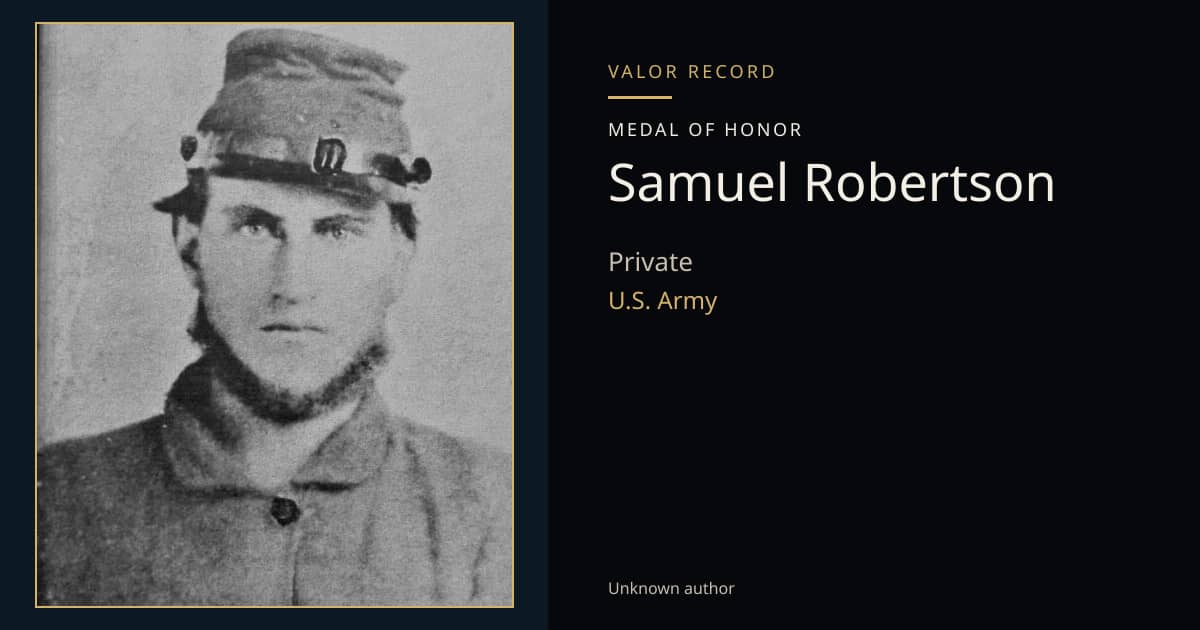 VALOR RECORD
MEDAL OF HONOR
Samuel Robertson
Private
U.S. Army
Unknown author